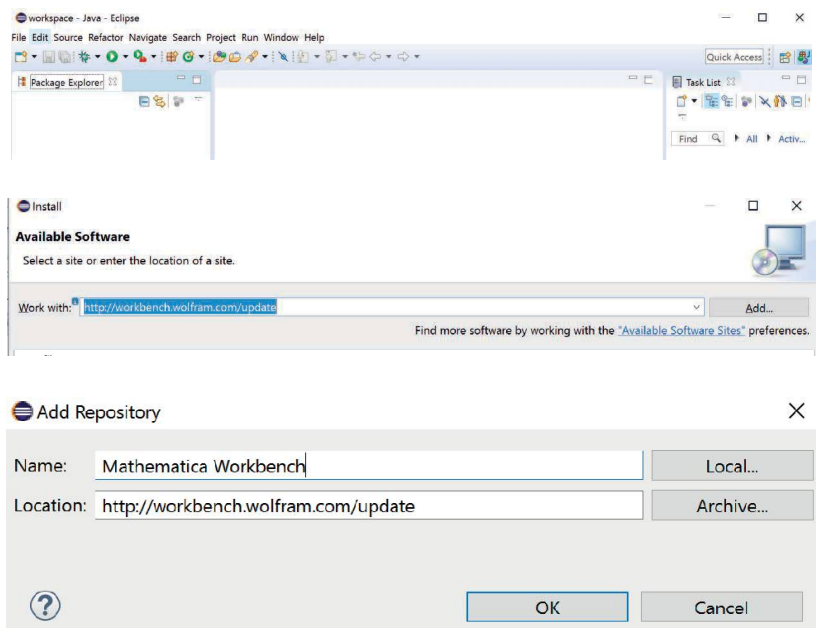 workspace - Java - Eclipse
File Edit Source Refactor Navigate Search Project Run Window Help
Quick Access
Package Explorer
Task List
Find All Activ...
Install
Available Software
Select a site or enter the location of a site.
Work with: http://workbench.wolfram.com/update Add...
Find more software by working with the "Available Software Sites" preferences.
Add Repository
Name: Mathematica Workbench Local...
Location: http://workbench.wolfram.com/update Archive...
? OK Cancel